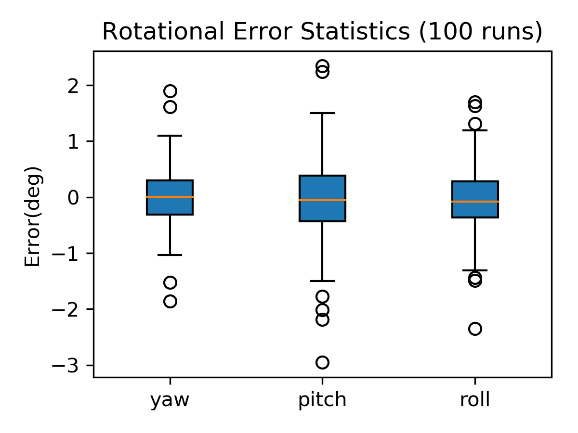 Rotational Error Statistics (100 runs)
Error(deg)
2
1
0
−1
−2
−3
yaw pitch roll